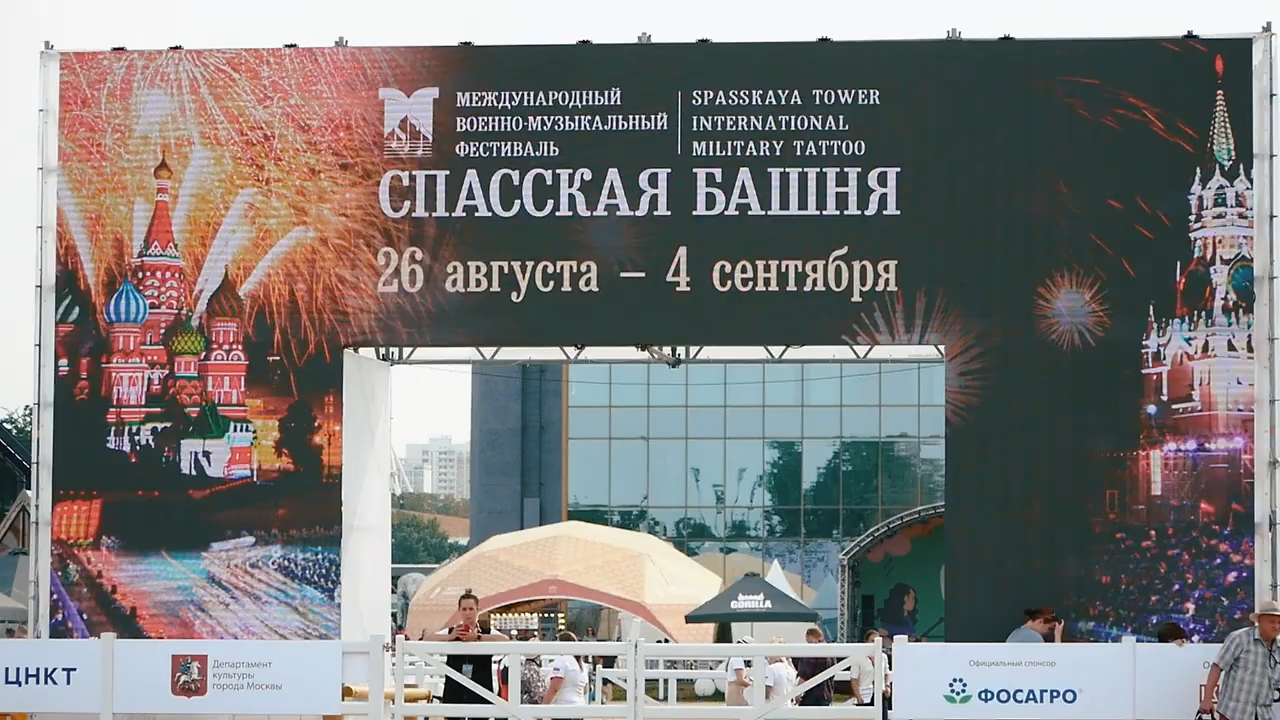 МЕЖДУНАРОДНЫЙ
ВОЕННО-МУЗЫКАЛЬНЫЙ
ФЕСТИВАЛЬ
SPASSKAYA TOWER
INTERNATIONAL
MILITARY TATTOO
СПАССКАЯ БАШНЯ
26 августа – 4 сентября
GORILLA
ЦНКТ
Департамент
культуры
города Москвы
Официальный спонсор
ФОСАГРО